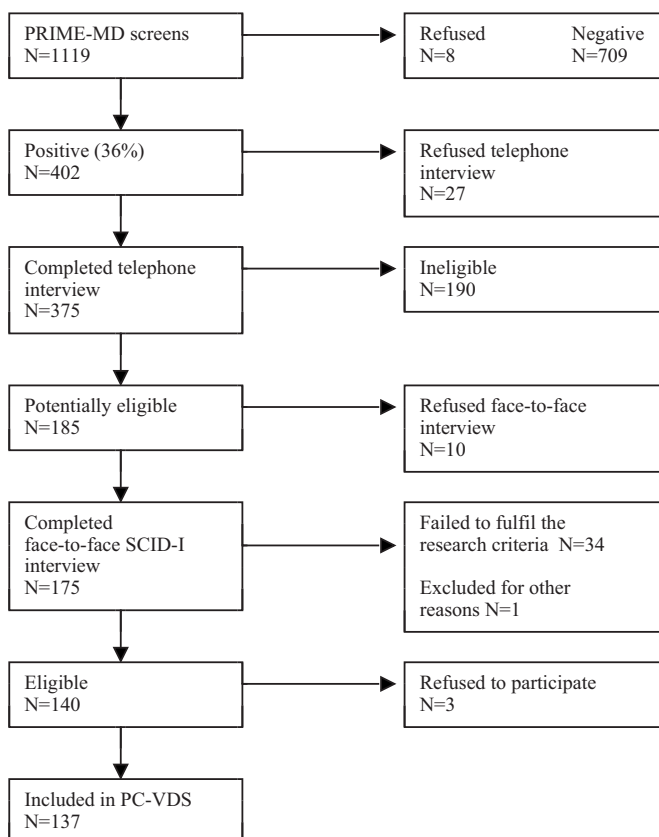 PRIME-MD screens
N=1119
Refused Negative
N=8 N=709
Positive (36%)
N=402
Refused telephone
interview
N=27
Completed telephone
interview
N=375
Ineligible
N=190
Potentially eligible
N=185
Refused face-to-face
interview
N=10
Completed
face-to-face SCID-I
interview
N=175
Failed to fulfil the
research criteria N=34
Excluded for other
reasons N=1
Eligible
N=140
Refused to participate
N=3
Included in PC-VDS
N=137